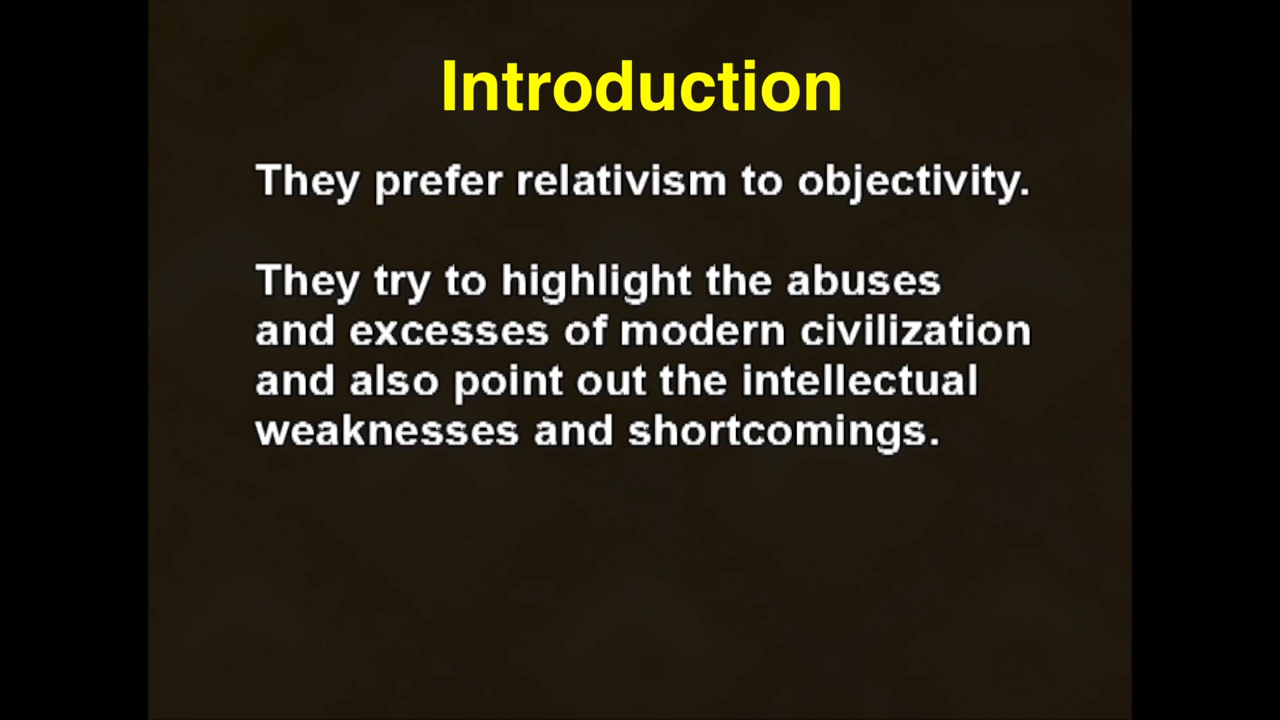 Introduction
They prefer relativism to objectivity.
They try to highlight the abuses
and excesses of modern civilization
and also point out the intellectual
weaknesses and shortcomings.